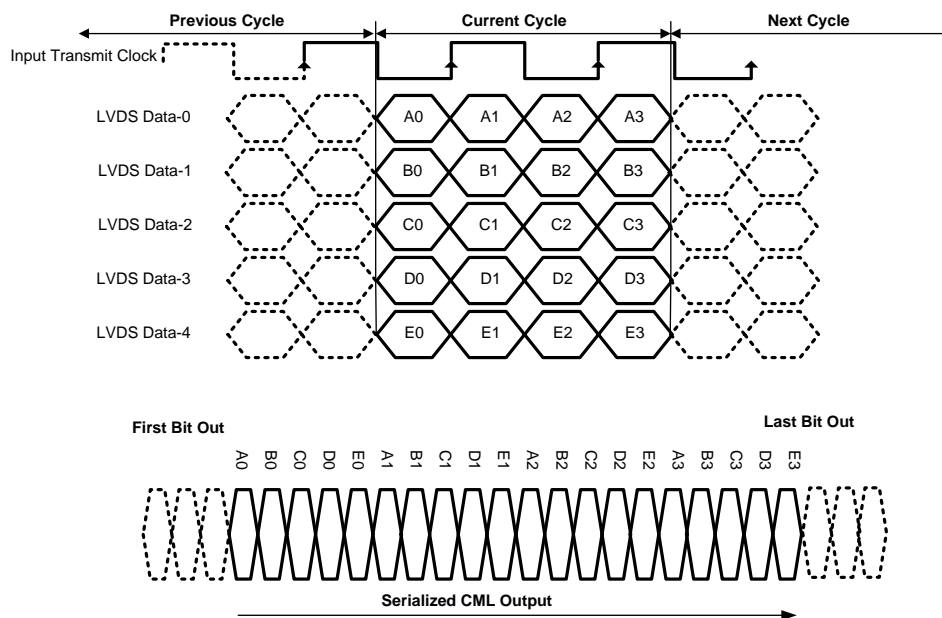 Previous Cycle Current Cycle Next Cycle
Input Transmit Clock
LVDS Data-0 A0 A1 A2 A3
LVDS Data-1 B0 B1 B2 B3
LVDS Data-2 C0 C1 C2 C3
LVDS Data-3 D0 D1 D2 D3
LVDS Data-4 E0 E1 E2 E3
First Bit Out Last Bit Out
A0 B0 C0 D0 E0 A1 B1 C1 D1 E1 A2 B2 C2 D2 E2 A3 B3 C3 D3 E3
Serialized CML Output